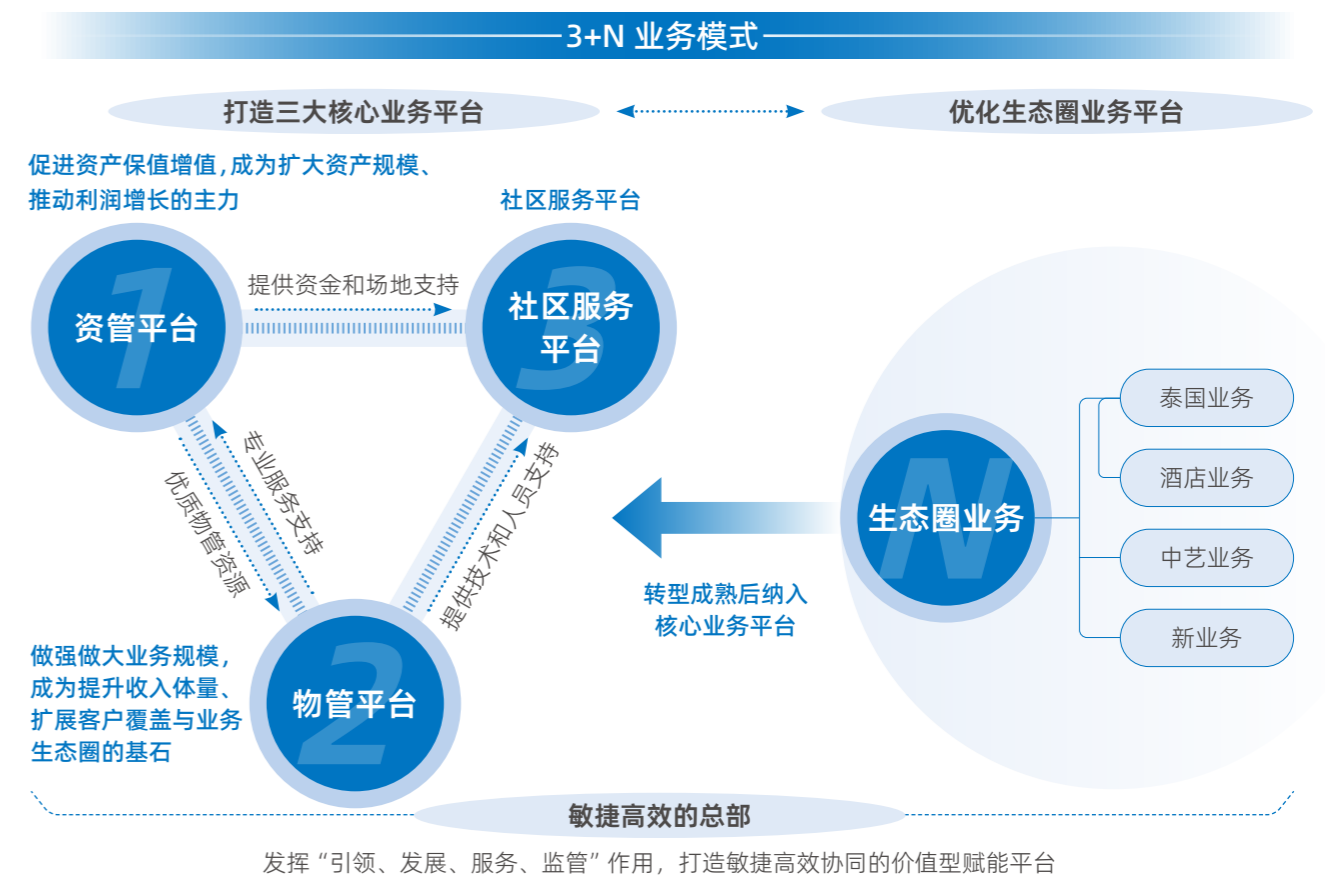 3+N 业务模式
打造三大核心业务平台
优化生态圈业务平台
促进资产保值增值,成为扩大资产规模、
推动利润增长的主力
社区服务平台
1
资管平台
提供资金和场地支持
3
社区服务
平台
专业服务支持
优质物管资源
提供技术和人员支持
做强做大业务规模,
成为提升收入体量、
扩展客户覆盖与业务
生态圈的基石
2
物管平台
转型成熟后纳入
核心业务平台
N
生态圈业务
泰国业务
酒店业务
中艺业务
新业务
敏捷高效的总部
发挥“引领、发展、服务、监管”作用，打造敏捷高效协同的价值型赋能平台